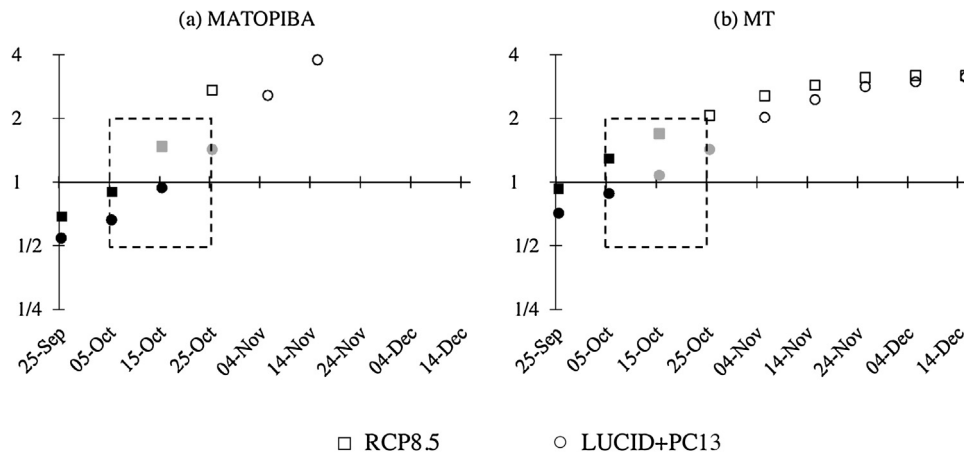 (a) MATOPIBA
4
2
1
1/2
1/4
25-Sep
05-Oct
15-Oct
25-Oct
04-Nov
14-Nov
24-Nov
04-Dec
14-Dec
(b) MT
4
2
1
1/2
1/4
25-Sep
05-Oct
15-Oct
25-Oct
04-Nov
14-Nov
24-Nov
04-Dec
14-Dec
RCP8.5
LUCID+PC13